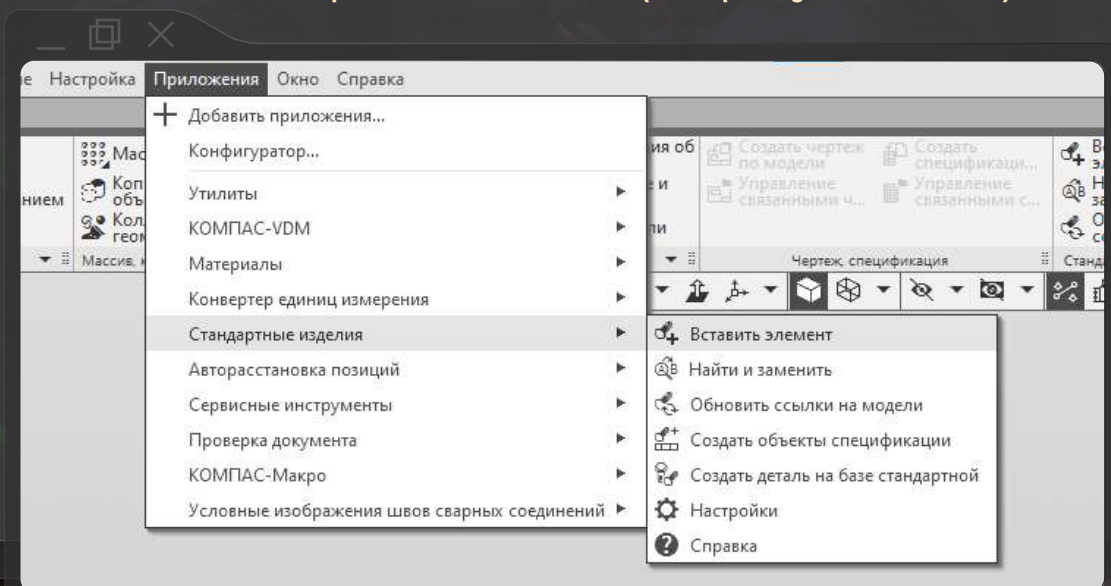 Настройка Приложения Окно Справка
Добавить приложения...
Конфигуратор...
Утилиты
КОМПАС-VDM
Материалы
Конвертер единиц измерения
Стандартные изделия
Авторасстановка позиций
Сервисные инструменты
Проверка документа
КОМПАС-Макро
Условные изображения швов сварных соединений
Вставить элемент
Найти и заменить
Обновить ссылки на модели
Создать объекты спецификации
Создать деталь на базе стандартной
Настройки
Справка
Создать чертеж
по модели
Создать
спецификаци...
Управление
связанными ч...
Управление
связанными с...
Чертеж, спецификация